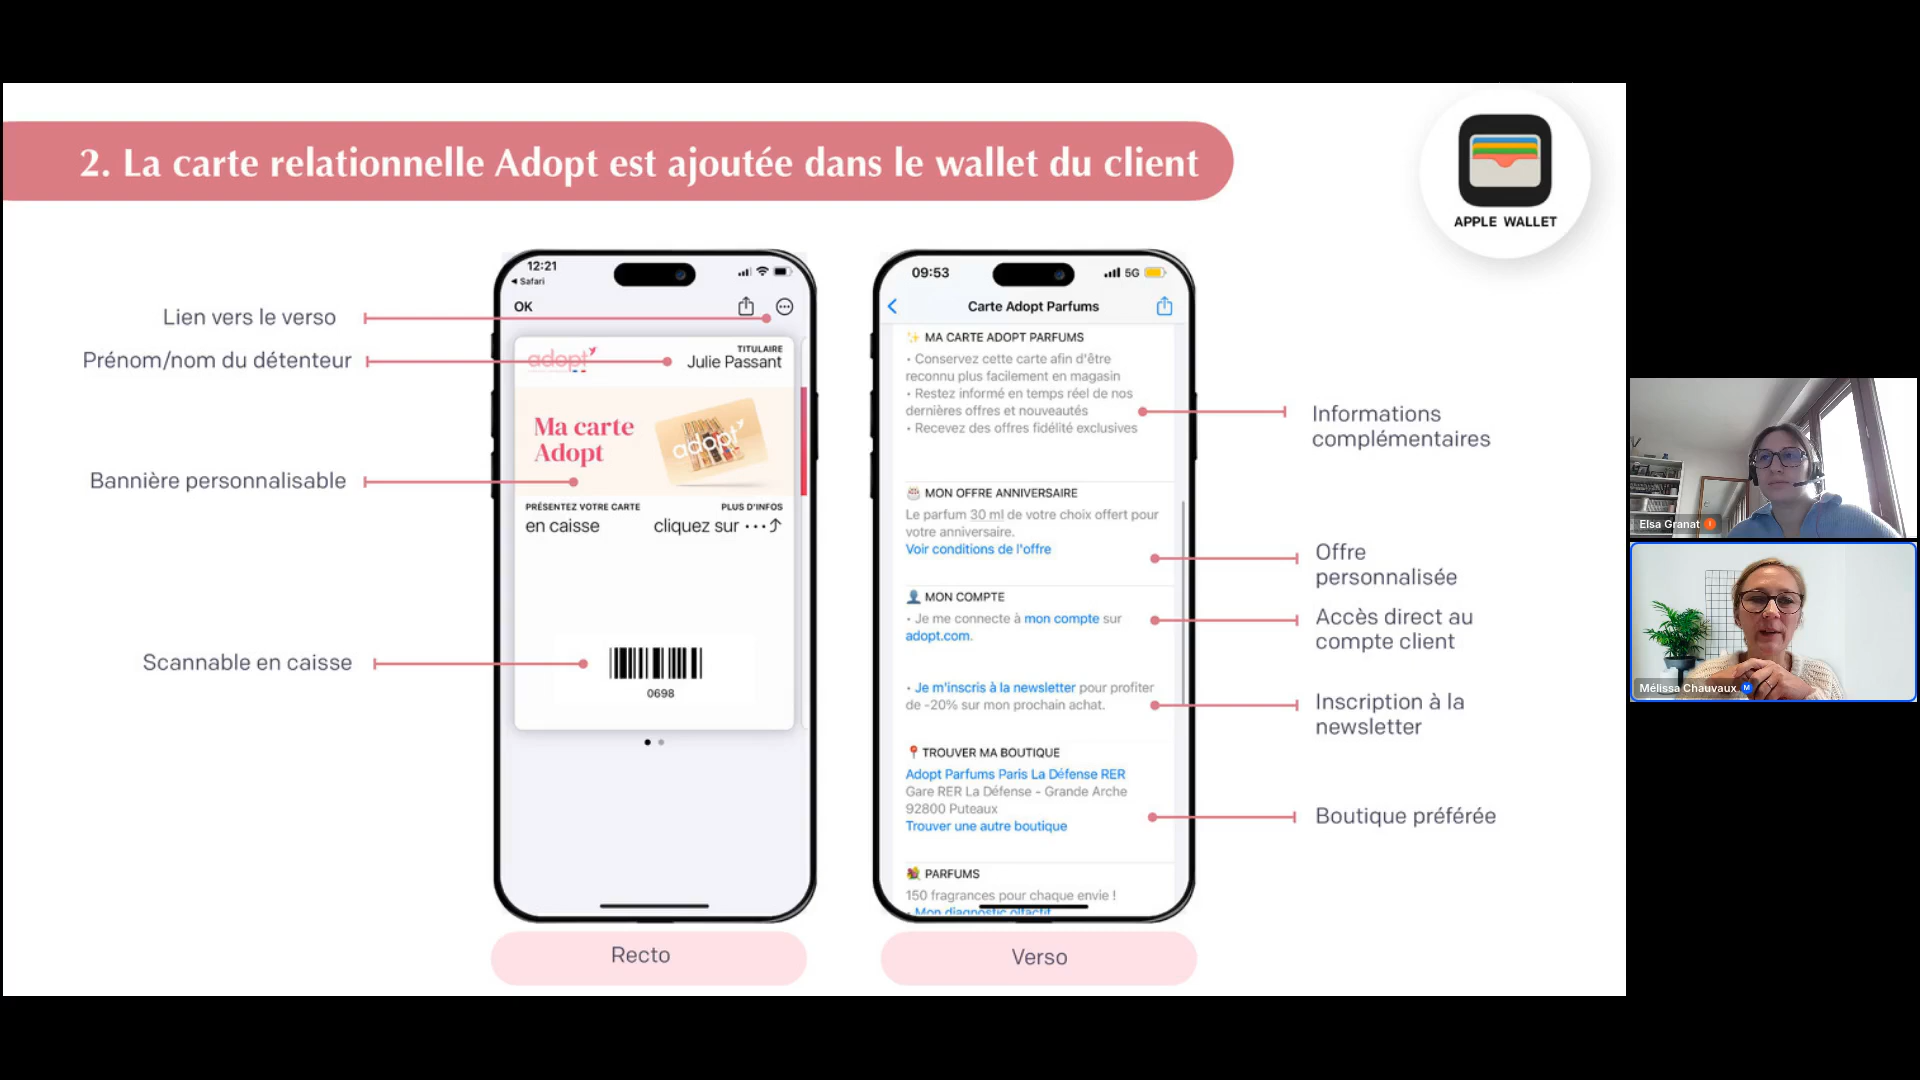 2. La carte relationnelle Adopt est ajoutée dans le wallet du client
APPLE WALLET
Lien vers le verso
Prénom/nom du détenteur
Bannière personnalisable
Scannable en caisse
12:21
Safari
OK
adopt
TITULAIRE
Julie Passant
Ma carte
Adopt
adopt
PRÉSENTEZ VOTRE CARTE
en caisse
PLUS D'INFOS
cliquez sur ···
0698
Recto
09:53
5G
Carte Adopt Parfums
✨ MA CARTE ADOPT PARFUMS
• Conservez cette carte afin d'être
reconnu plus facilement en magasin
• Restez informé en temps réel de nos
dernières offres et nouveautés
• Recevez des offres fidélité exclusives
🎂 MON OFFRE ANNIVERSAIRE
Le parfum 30 ml de votre choix offert pour
votre anniversaire.
Voir conditions de l'offre
👤 MON COMPTE
• Je me connecte à mon compte sur
adopt.com.
• Je m'inscris à la newsletter pour profiter
de -20% sur mon prochain achat.
📍 TROUVER MA BOUTIQUE
Adopt Parfums Paris La Défense RER
Gare RER La Défense - Grande Arche
92800 Puteaux
Trouver une autre boutique
💐 PARFUMS
150 fragrances pour chaque envie !
• Mon diagnostic olfactif
Verso
Informations
complémentaires
Offre
personnalisée
Accès direct au
compte client
Inscription à la
newsletter
Boutique préférée
Elsa Granat
Mélissa Chauvaux M